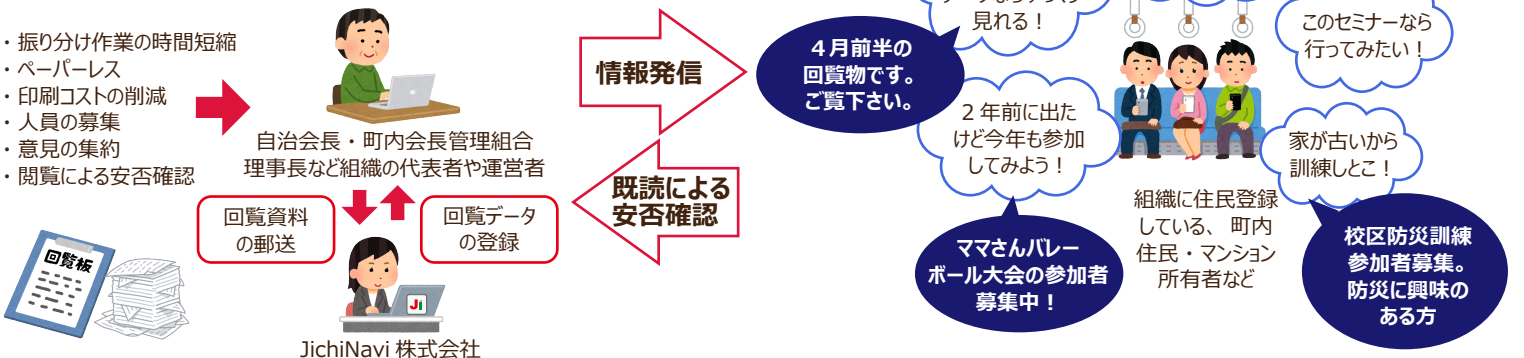 ・振り分け作業の時間短縮
・ペーパーレス
・印刷コストの削減
・人員の募集
・意見の集約
・閲覧による安否確認
回覧板
自治会長・町内会長管理組合
理事長など組織の代表者や運営者
回覧資料
の郵送
回覧データ
の登録
Ji
JichiNavi 株式会社
情報発信
既読による
安否確認
４月前半の
回覧物です。
ご覧下さい。
見れる！
２年前に出た
けど今年も参加
してみよう！
ママさんバレー
ボール大会の参加者
募集中！
このセミナーなら
行ってみたい！
家が古いから
訓練しとこ！
組織に住民登録
している、町内
住民・マンション
所有者など
校区防災訓練
参加者募集。
防災に興味の
ある方